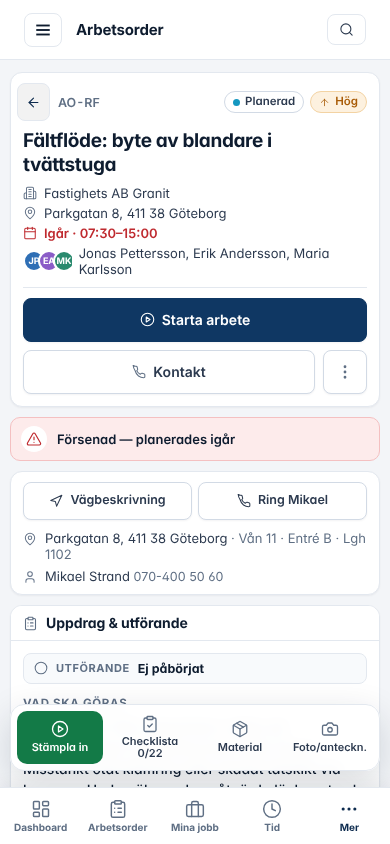 Arbetsorder
AO-RF
Planerad
Hög
Fältflöde: byte av blandare i
tvättstuga
Fastighets AB Granit
Parkgatan 8, 411 38 Göteborg
Igår · 07:30–15:00
JP EA MK
Jonas Pettersson, Erik Andersson, Maria
Karlsson
Starta arbete
Kontakt
Försenad — planerades igår
Vägbeskrivning
Ring Mikael
Parkgatan 8, 411 38 Göteborg · Vån 11 · Entré B · Lgh
1102
Mikael Strand 070-400 50 60
Uppdrag & utförande
UTFÖRANDE Ej påbörjat
VAD SKA GÖRAS
Stämpla in
Checklista
0/22
Material
Foto/anteckn.
Dashboard
Arbetsorder
Mina jobb
Tid
Mer